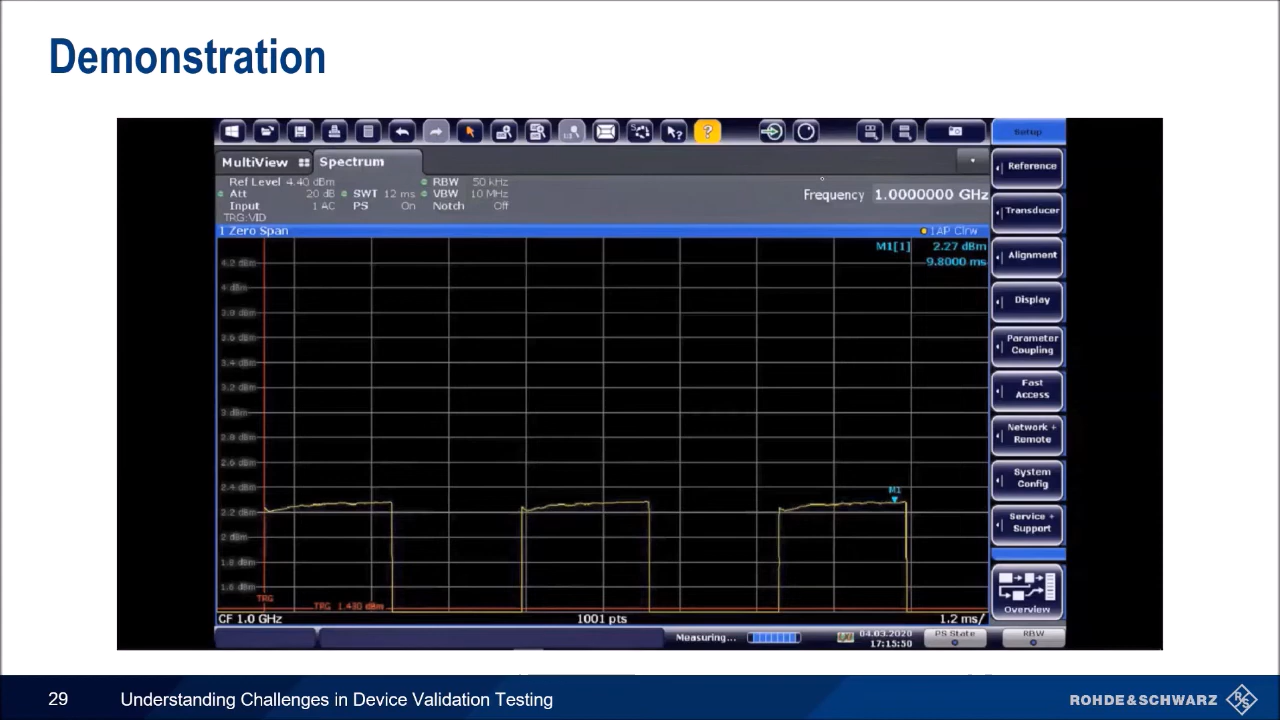 Demonstration
Setup
MultiView Spectrum
Ref Level 4.40 dBm RBW 50 kHz
Att 20 dB SWT 12 ms VBW 10 MHz
Input 1 AC PS On Notch Off
TRG:VID
Frequency 1.0000000 GHz
1 Zero Span 1AP Clrw
M1[1] 2.27 dBm
9.8000 ms
4.2 dBm
4 dBm
3.8 dBm
3.6 dBm
3.4 dBm
3.2 dBm
3 dBm
2.8 dBm
2.6 dBm
2.4 dBm
2.2 dBm
2 dBm
1.8 dBm
1.6 dBm
M1
TRG
TRG 1.430 dBm
CF 1.0 GHz 1001 pts 1.2 ms/
Reference
Transducer
Alignment
Display
Parameter
Coupling
Fast
Access
Network +
Remote
System
Config
Service +
Support
Overview
Measuring...
04.03.2020
17:15:50
PS State
RBW
29 Understanding Challenges in Device Validation Testing
ROHDE&SCHWARZ
R&S